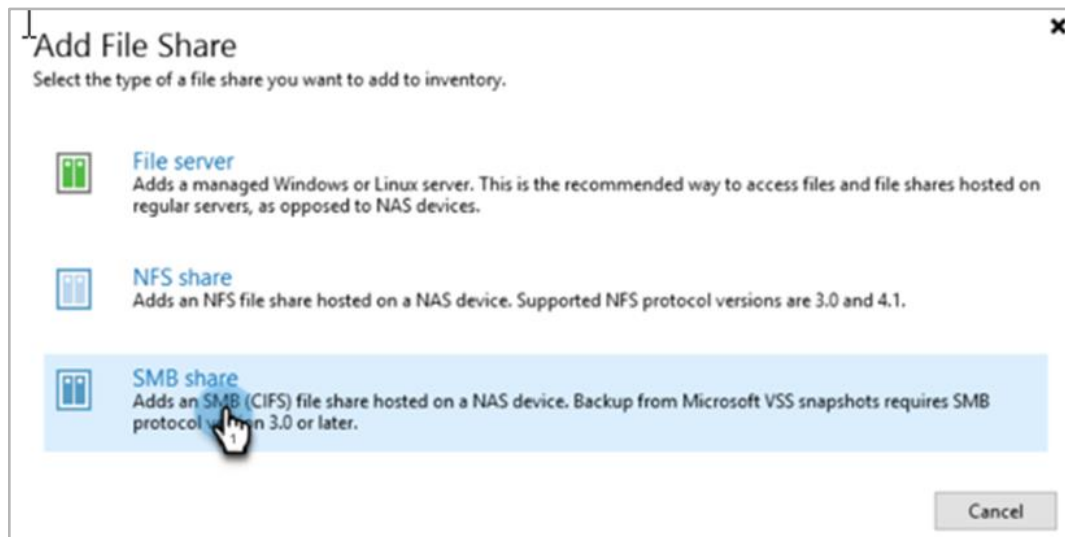 Add File Share
Select the type of a file share you want to add to inventory.
File server
Adds a managed Windows or Linux server. This is the recommended way to access files and file shares hosted on
regular servers, as opposed to NAS devices.
NFS share
Adds an NFS file share hosted on a NAS device. Supported NFS protocol versions are 3.0 and 4.1.
SMB share
Adds an SMB (CIFS) file share hosted on a NAS device. Backup from Microsoft VSS snapshots requires SMB
protocol 3.0 or later.
1
Cancel